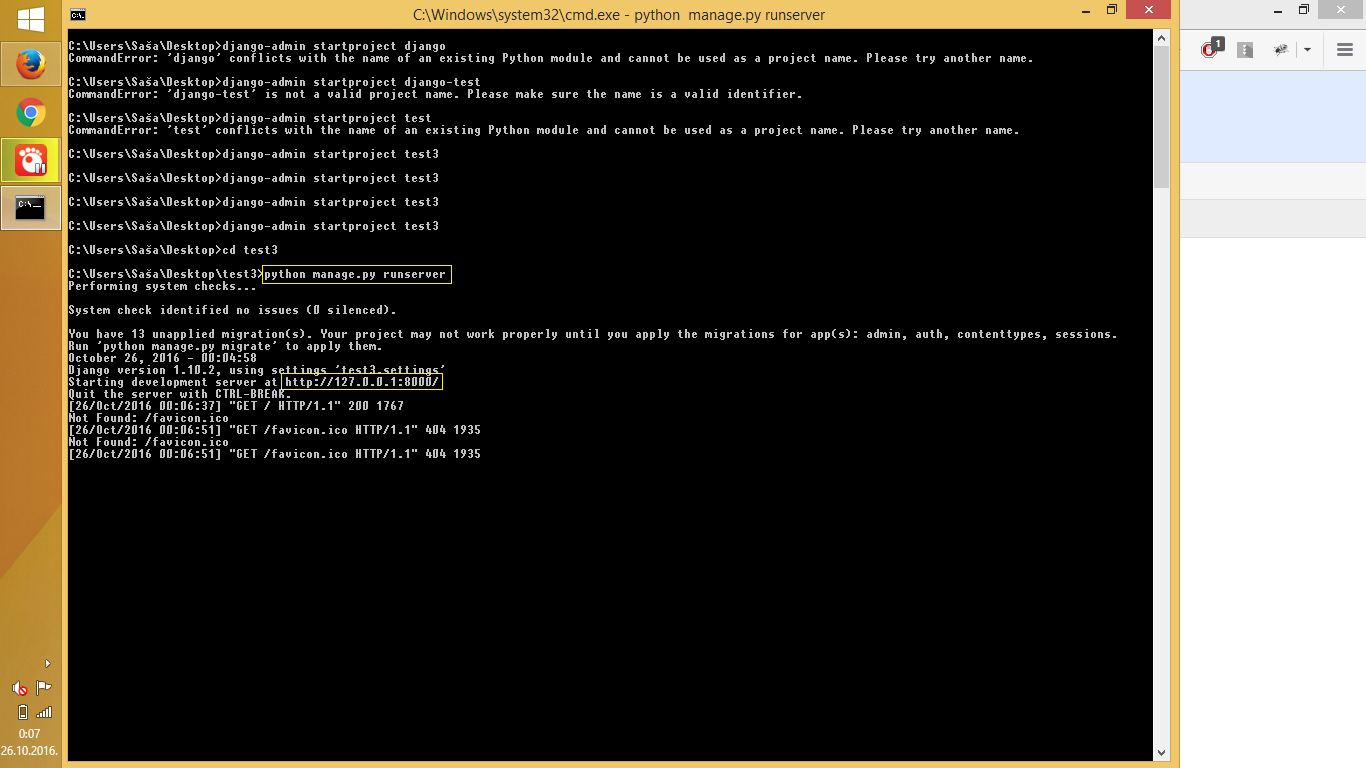 C:\Windows\system32\cmd.exe - python  manage.py runserver
C:\Users\Saša\Desktop>django-admin startproject django
CommandError: 'django' conflicts with the name of an existing Python module and cannot be used as a project name. Please try another name.
C:\Users\Saša\Desktop>django-admin startproject django-test
CommandError: 'django-test' is not a valid project name. Please make sure the name is a valid identifier.
C:\Users\Saša\Desktop>django-admin startproject test
CommandError: 'test' conflicts with the name of an existing Python module and cannot be used as a project name. Please try another name.
C:\Users\Saša\Desktop>django-admin startproject test3
C:\Users\Saša\Desktop>django-admin startproject test3
C:\Users\Saša\Desktop>django-admin startproject test3
C:\Users\Saša\Desktop>django-admin startproject test3
C:\Users\Saša\Desktop>cd test3
C:\Users\Saša\Desktop\test3>python manage.py runserver
Performing system checks...
System check identified no issues (0 silenced).
You have 13 unapplied migration(s). Your project may not work properly until you apply the migrations for app(s): admin, auth, contenttypes, sessions.
Run 'python manage.py migrate' to apply them.
October 26, 2016 - 00:04:58
Django version 1.10.2, using settings 'test3.settings'
Starting development server at http://127.0.0.1:8000/
Quit the server with CTRL-BREAK.
[26/Oct/2016 00:06:37] "GET / HTTP/1.1" 200 1767
Not Found: /favicon.ico
[26/Oct/2016 00:06:51] "GET /favicon.ico HTTP/1.1" 404 1935
Not Found: /favicon.ico
[26/Oct/2016 00:06:51] "GET /favicon.ico HTTP/1.1" 404 1935
C:\.
C:\._
1
0:07
26.10.2016.